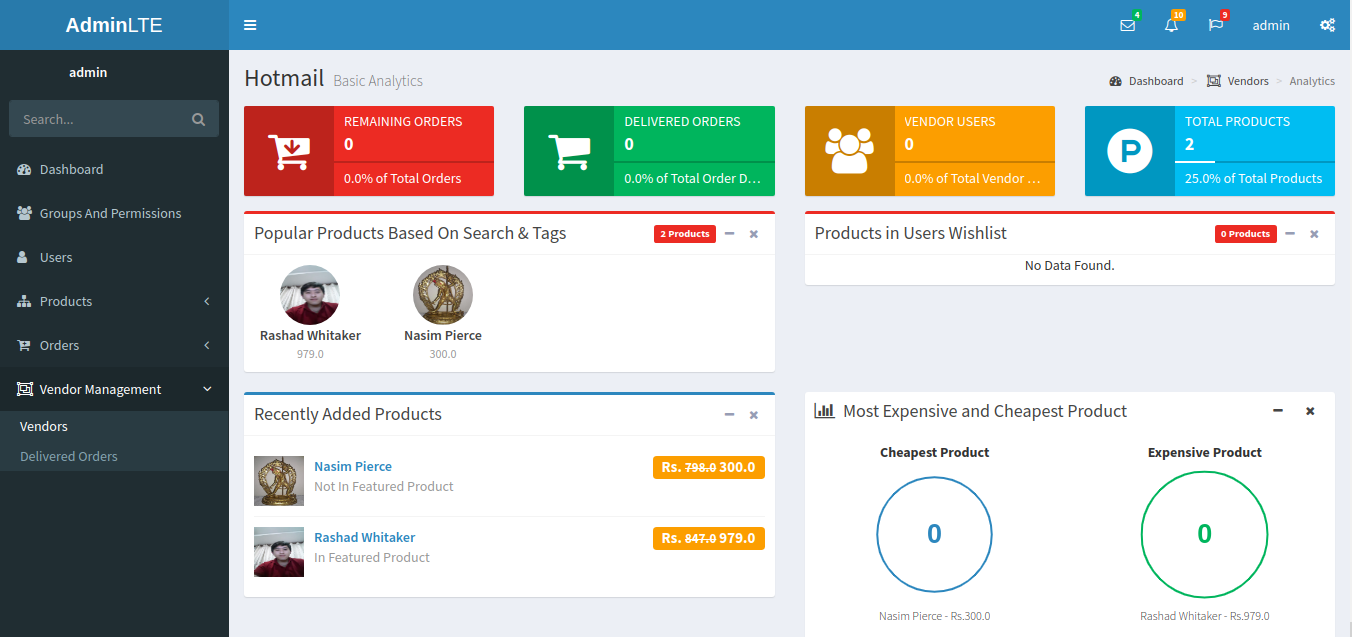 AdminLTE
4
10
9
admin
admin
Search...
Dashboard
Groups And Permissions
Users
Products
Orders
Vendor Management
Vendors
Delivered Orders
Hotmail Basic Analytics
Dashboard > Vendors > Analytics
REMAINING ORDERS
0
0.0% of Total Orders
DELIVERED ORDERS
0
0.0% of Total Order D...
VENDOR USERS
0
0.0% of Total Vendor ...
P
TOTAL PRODUCTS
2
25.0% of Total Products
Popular Products Based On Search & Tags
2 Products
Rashad Whitaker
979.0
Nasim Pierce
300.0
Products in Users Wishlist
0 Products
No Data Found.
Recently Added Products
Nasim Pierce
Rs. 798.0 300.0
Not In Featured Product
Rashad Whitaker
Rs. 847.0 979.0
In Featured Product
Most Expensive and Cheapest Product
Cheapest Product
0
Nasim Pierce - Rs.300.0
Expensive Product
0
Rashad Whitaker - Rs.979.0